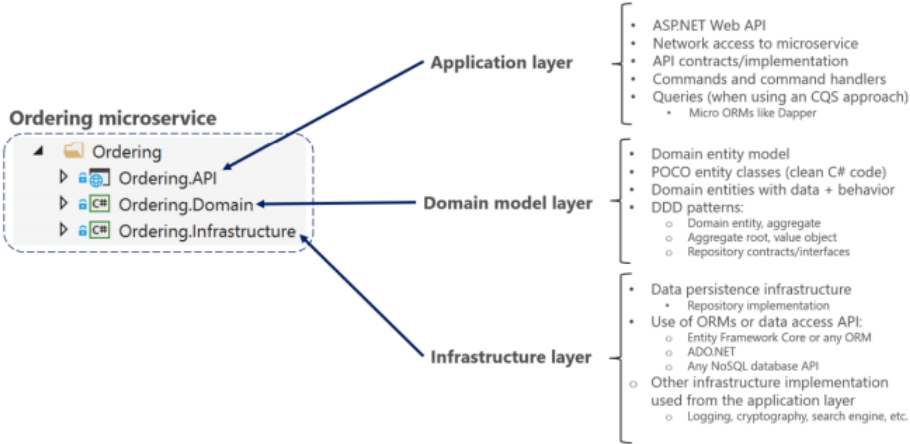 Ordering microservice
Ordering
Ordering.API
C# Ordering.Domain
C# Ordering.Infrastructure
Application layer
• ASP.NET Web API
• Network access to microservice
• API contracts/implementation
• Commands and command handlers
• Queries (when using an CQS approach)
• Micro ORMs like Dapper
Domain model layer
• Domain entity model
• POCO entity classes (clean C# code)
• Domain entities with data + behavior
• DDD patterns:
o Domain entity, aggregate
o Aggregate root, value object
o Repository contracts/interfaces
Infrastructure layer
• Data persistence infrastructure
• Repository implementation
• Use of ORMs or data access API:
o Entity Framework Core or any ORM
o ADO.NET
o Any NoSQL database API
o Other infrastructure implementation
used from the application layer
o Logging, cryptography, search engine, etc.